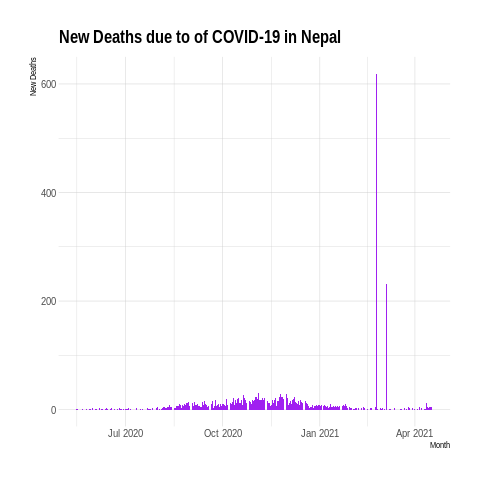 New Deaths due to of COVID-19 in Nepal
New Deaths
600
400
200
0
Jul 2020 Oct 2020 Jan 2021 Apr 2021
Month